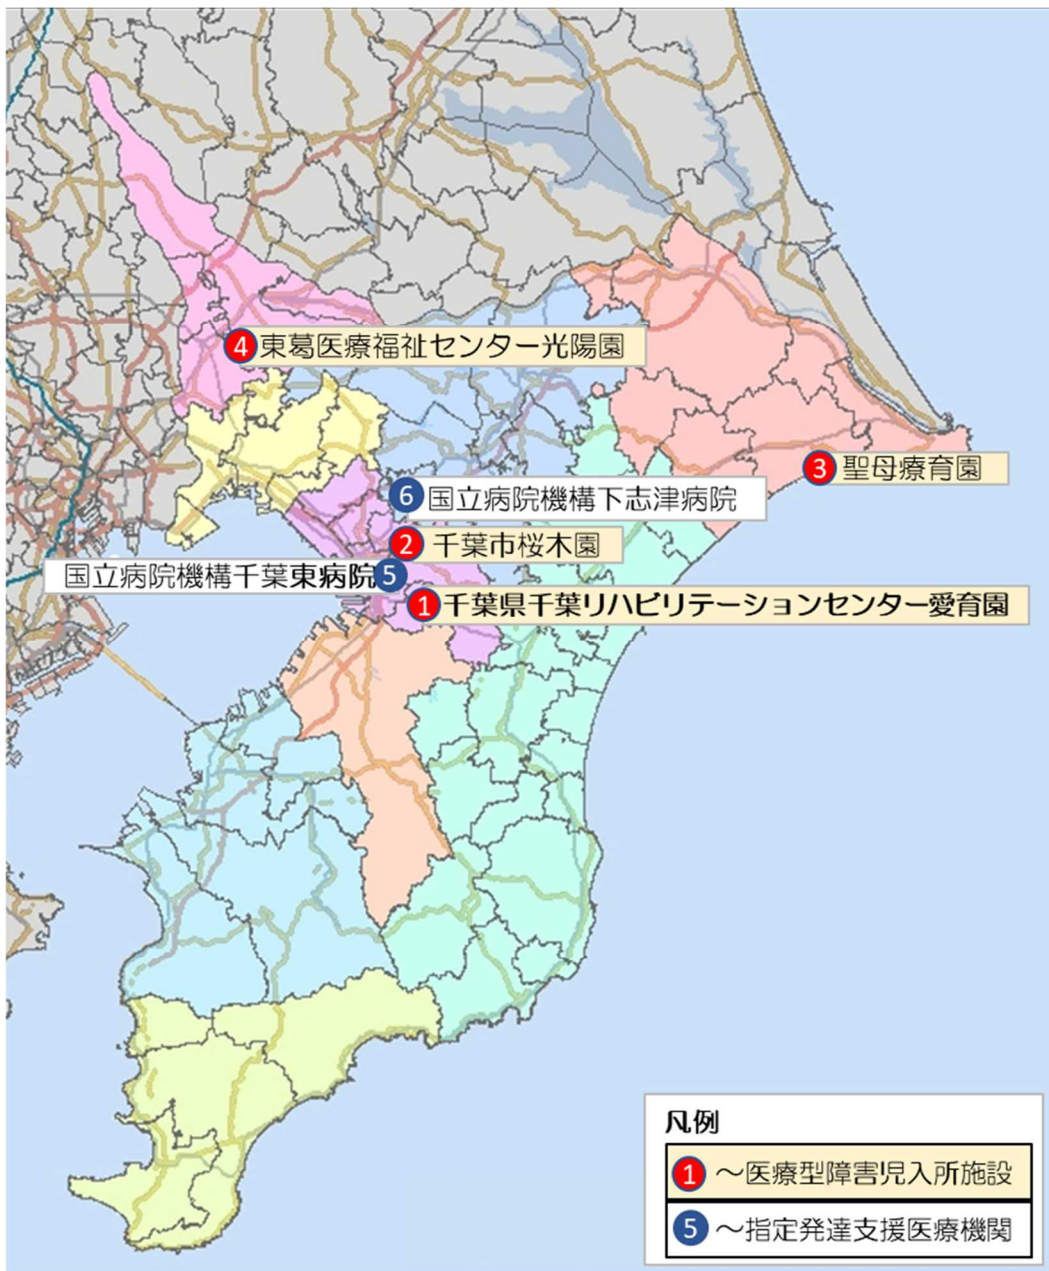 4 東葛医療福祉センター光陽園
3 聖母療育園
6 国立病院機構下志津病院
2 千葉市桜木園
国立病院機構千葉東病院 5
1 千葉県千葉リハビリテーションセンター愛育園
凡例
1 ～医療型障害児入所施設
5 ～指定発達支援医療機関